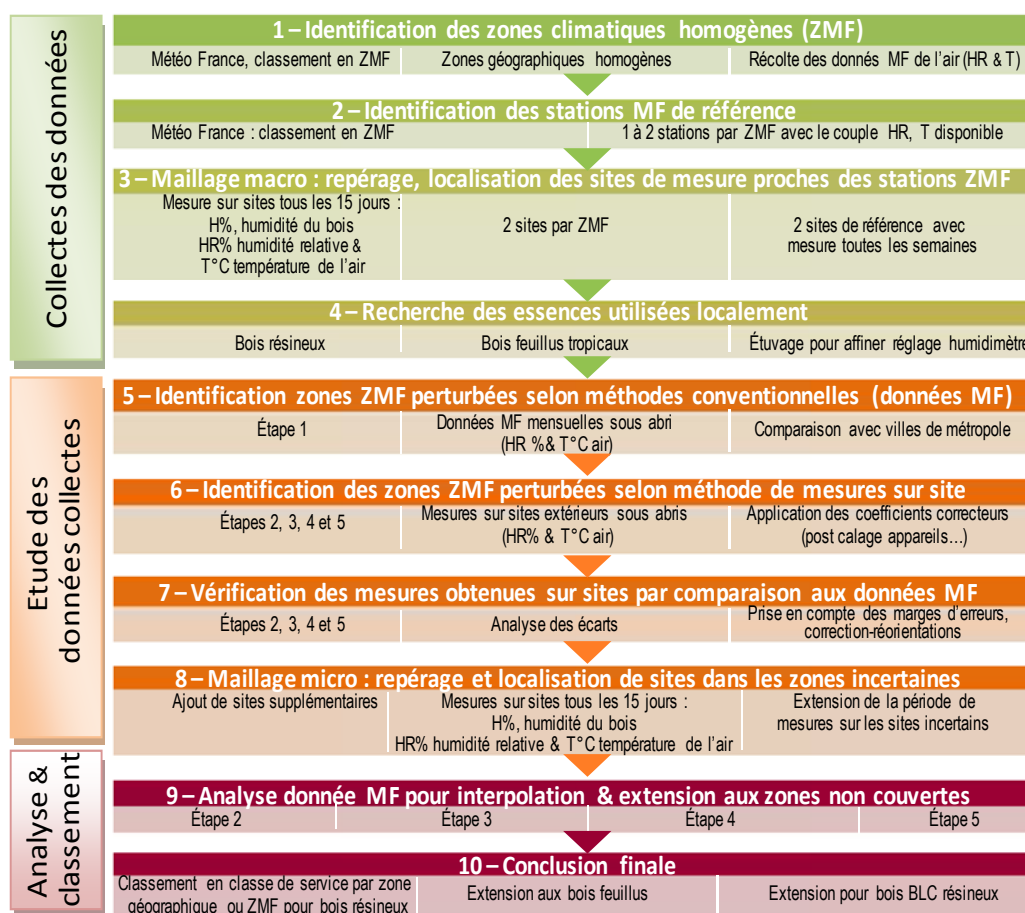 Collectes des données
1 – Identification des zones climatiques homogènes (ZMF)
Météo France, classement en ZMF
Zones géographiques homogènes
Récolte des donnés MF de l'air (HR & T)
2 – Identification des stations MF de référence
Météo France : classement en ZMF
1 à 2 stations par ZMF avec le couple HR, T disponible
3 – Maillage macro : repérage, localisation des sites de mesure proches des stations ZMF
Mesure sur sites tous les 15 jours :
H%, humidité du bois
HR% humidité relative &
T°C température de l'air
2 sites par ZMF
2 sites de référence avec
mesure toutes les semaines
4 – Recherche des essences utilisées localement
Bois résineux
Bois feuillus tropicaux
Étuvage pour affiner réglage humidimètre
Etude des
données collectes
5 – Identification zones ZMF perturbées selon méthodes conventionnelles (données MF)
Étape 1
Données MF mensuelles sous abri
(HR %& T°C air)
Comparaison avec villes de métropole
6 – Identification des zones ZMF perturbées selon méthode de mesures sur site
Étapes 2, 3, 4 et 5
Mesures sur sites extérieurs sous abris
(HR% & T°C air)
Application des coefficients correcteurs
(post calage appareils…)
7 – Vérification des mesures obtenues sur sites par comparaison aux données MF
Étapes 2, 3, 4 et 5
Analyse des écarts
Prise en compte des marges d'erreurs,
correction-réorientations
8 – Maillage micro : repérage et localisation de sites dans les zones incertaines
Ajout de sites supplémentaires
Mesures sur sites tous les 15 jours :
H%, humidité du bois
HR% humidité relative & T°C température de l'air
Extension de la période de
mesures sur les sites incertains
Analyse &
classement
9 – Analyse donnée MF pour interpolation & extension aux zones non couvertes
Étape 2
Étape 3
Étape 4
Étape 5
10 – Conclusion finale
Classement en classe de service par zone
géographique ou ZMF pour bois résineux
Extension aux bois feuillus
Extension pour bois BLC résineux